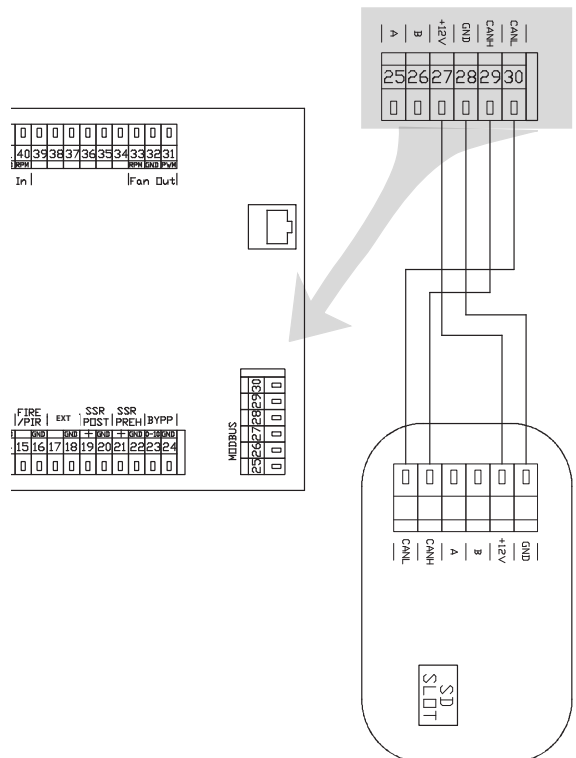 A B +12V GND CANH CANL
25 26 27 28 29 30
40 39 38 37 36 35 34 33 32 31
RPM RPM GND PWM
In Fan Out
FIRE /PIR EXT SSR POST SSR PREH BYPP
GND GND + GND + GND 0-10 GND
15 16 17 18 19 20 21 22 23 24
MODBUS
25 26 27 28 29 30
CANL CANH A B +12V GND
SD
SLOT